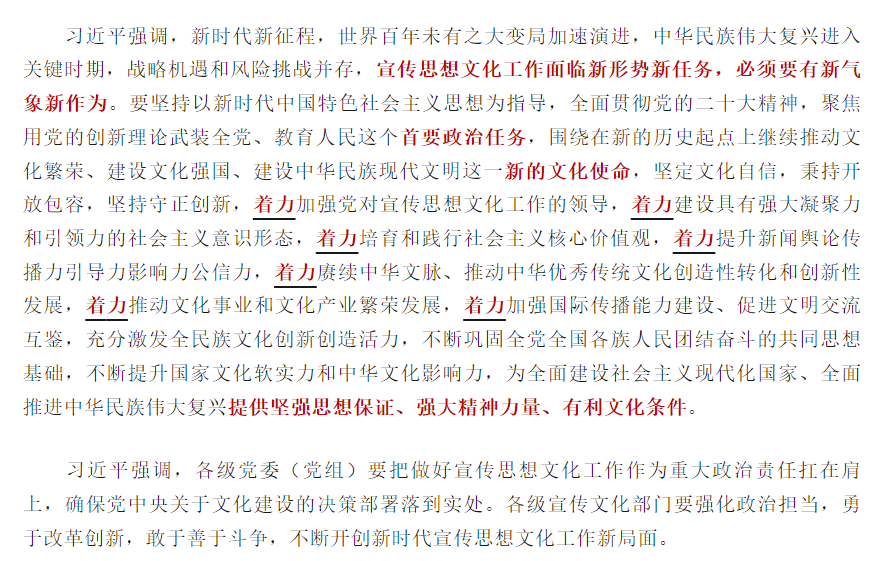 习近平强调，新时代新征程，世界百年未有之大变局加速演进，中华民族伟大复兴进入
关键时期，战略机遇和风险挑战并存，宣传思想文化工作面临新形势新任务，必须要有新气
象新作为。要坚持以新时代中国特色社会主义思想为指导，全面贯彻党的二十大精神，聚焦
用党的创新理论武装全党、教育人民这个首要政治任务，围绕在新的历史起点上继续推动文
化繁荣、建设文化强国、建设中华民族现代文明这一新的文化使命，坚定文化自信，秉持开
放包容，坚持守正创新，着力加强党对宣传思想文化工作的领导，着力建设具有强大凝聚力
和引领力的社会主义意识形态，着力培育和践行社会主义核心价值观，着力提升新闻舆论传
播力引导力影响力公信力，着力赓续中华文脉、推动中华优秀传统文化创造性转化和创新性
发展，着力推动文化事业和文化产业繁荣发展，着力加强国际传播能力建设、促进文明交流
互鉴，充分激发全民族文化创新创造活力，不断巩固全党全国各族人民团结奋斗的共同思想
基础，不断提升国家文化软实力和中华文化影响力，为全面建设社会主义现代化国家、全面
推进中华民族伟大复兴提供坚强思想保证、强大精神力量、有利文化条件。
习近平强调，各级党委（党组）要把做好宣传思想文化工作作为重大政治责任扛在肩
上，确保党中央关于文化建设的决策部署落到实处。各级宣传文化部门要强化政治担当，勇
于改革创新，敢于善于斗争，不断开创新时代宣传思想文化工作新局面。